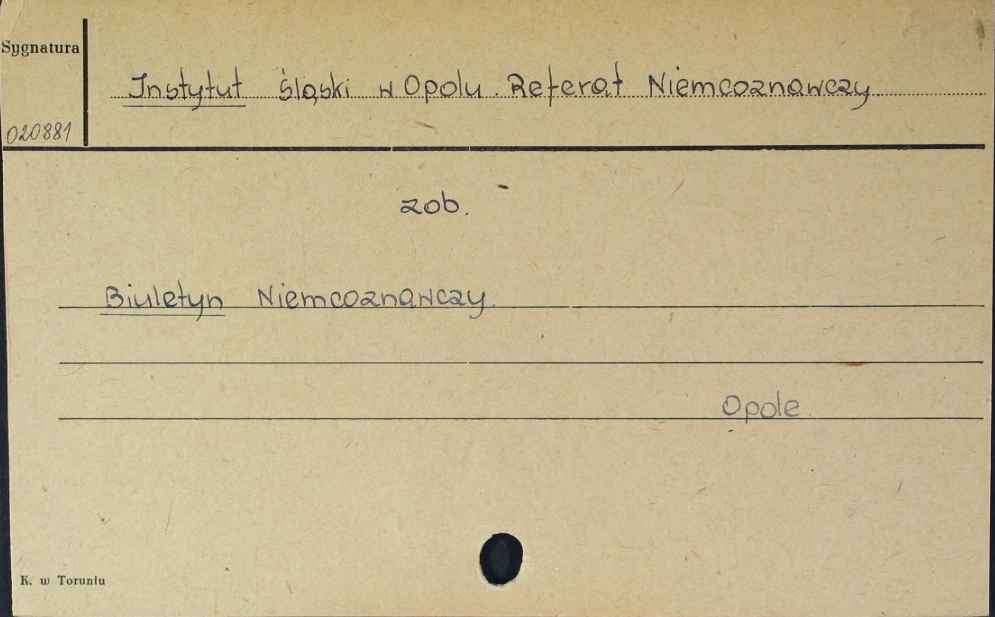 Sygnatura
Instytut Śląski w Opolu. Referat Niemcoznawczy
020881
zob.
Biuletyn Niemcoznawczy.
Opole
K. w Toruniu